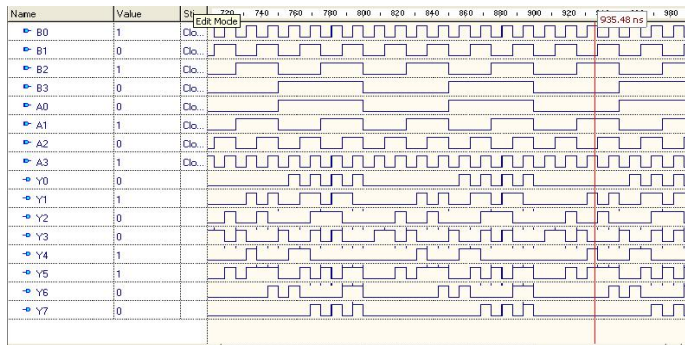 Name Value Sti... 720 740 760 780 800 820 840 860 880 900 920 960 980
Edit Mode
935.48 ns
B0 1 Clo...
B1 0 Clo...
B2 1 Clo...
B3 0 Clo...
A0 0 Clo...
A1 1 Clo...
A2 0 Clo...
A3 1 Clo...
Y0 0
Y1 1
Y2 0
Y3 0
Y4 1
Y5 1
Y6 0
Y7 0